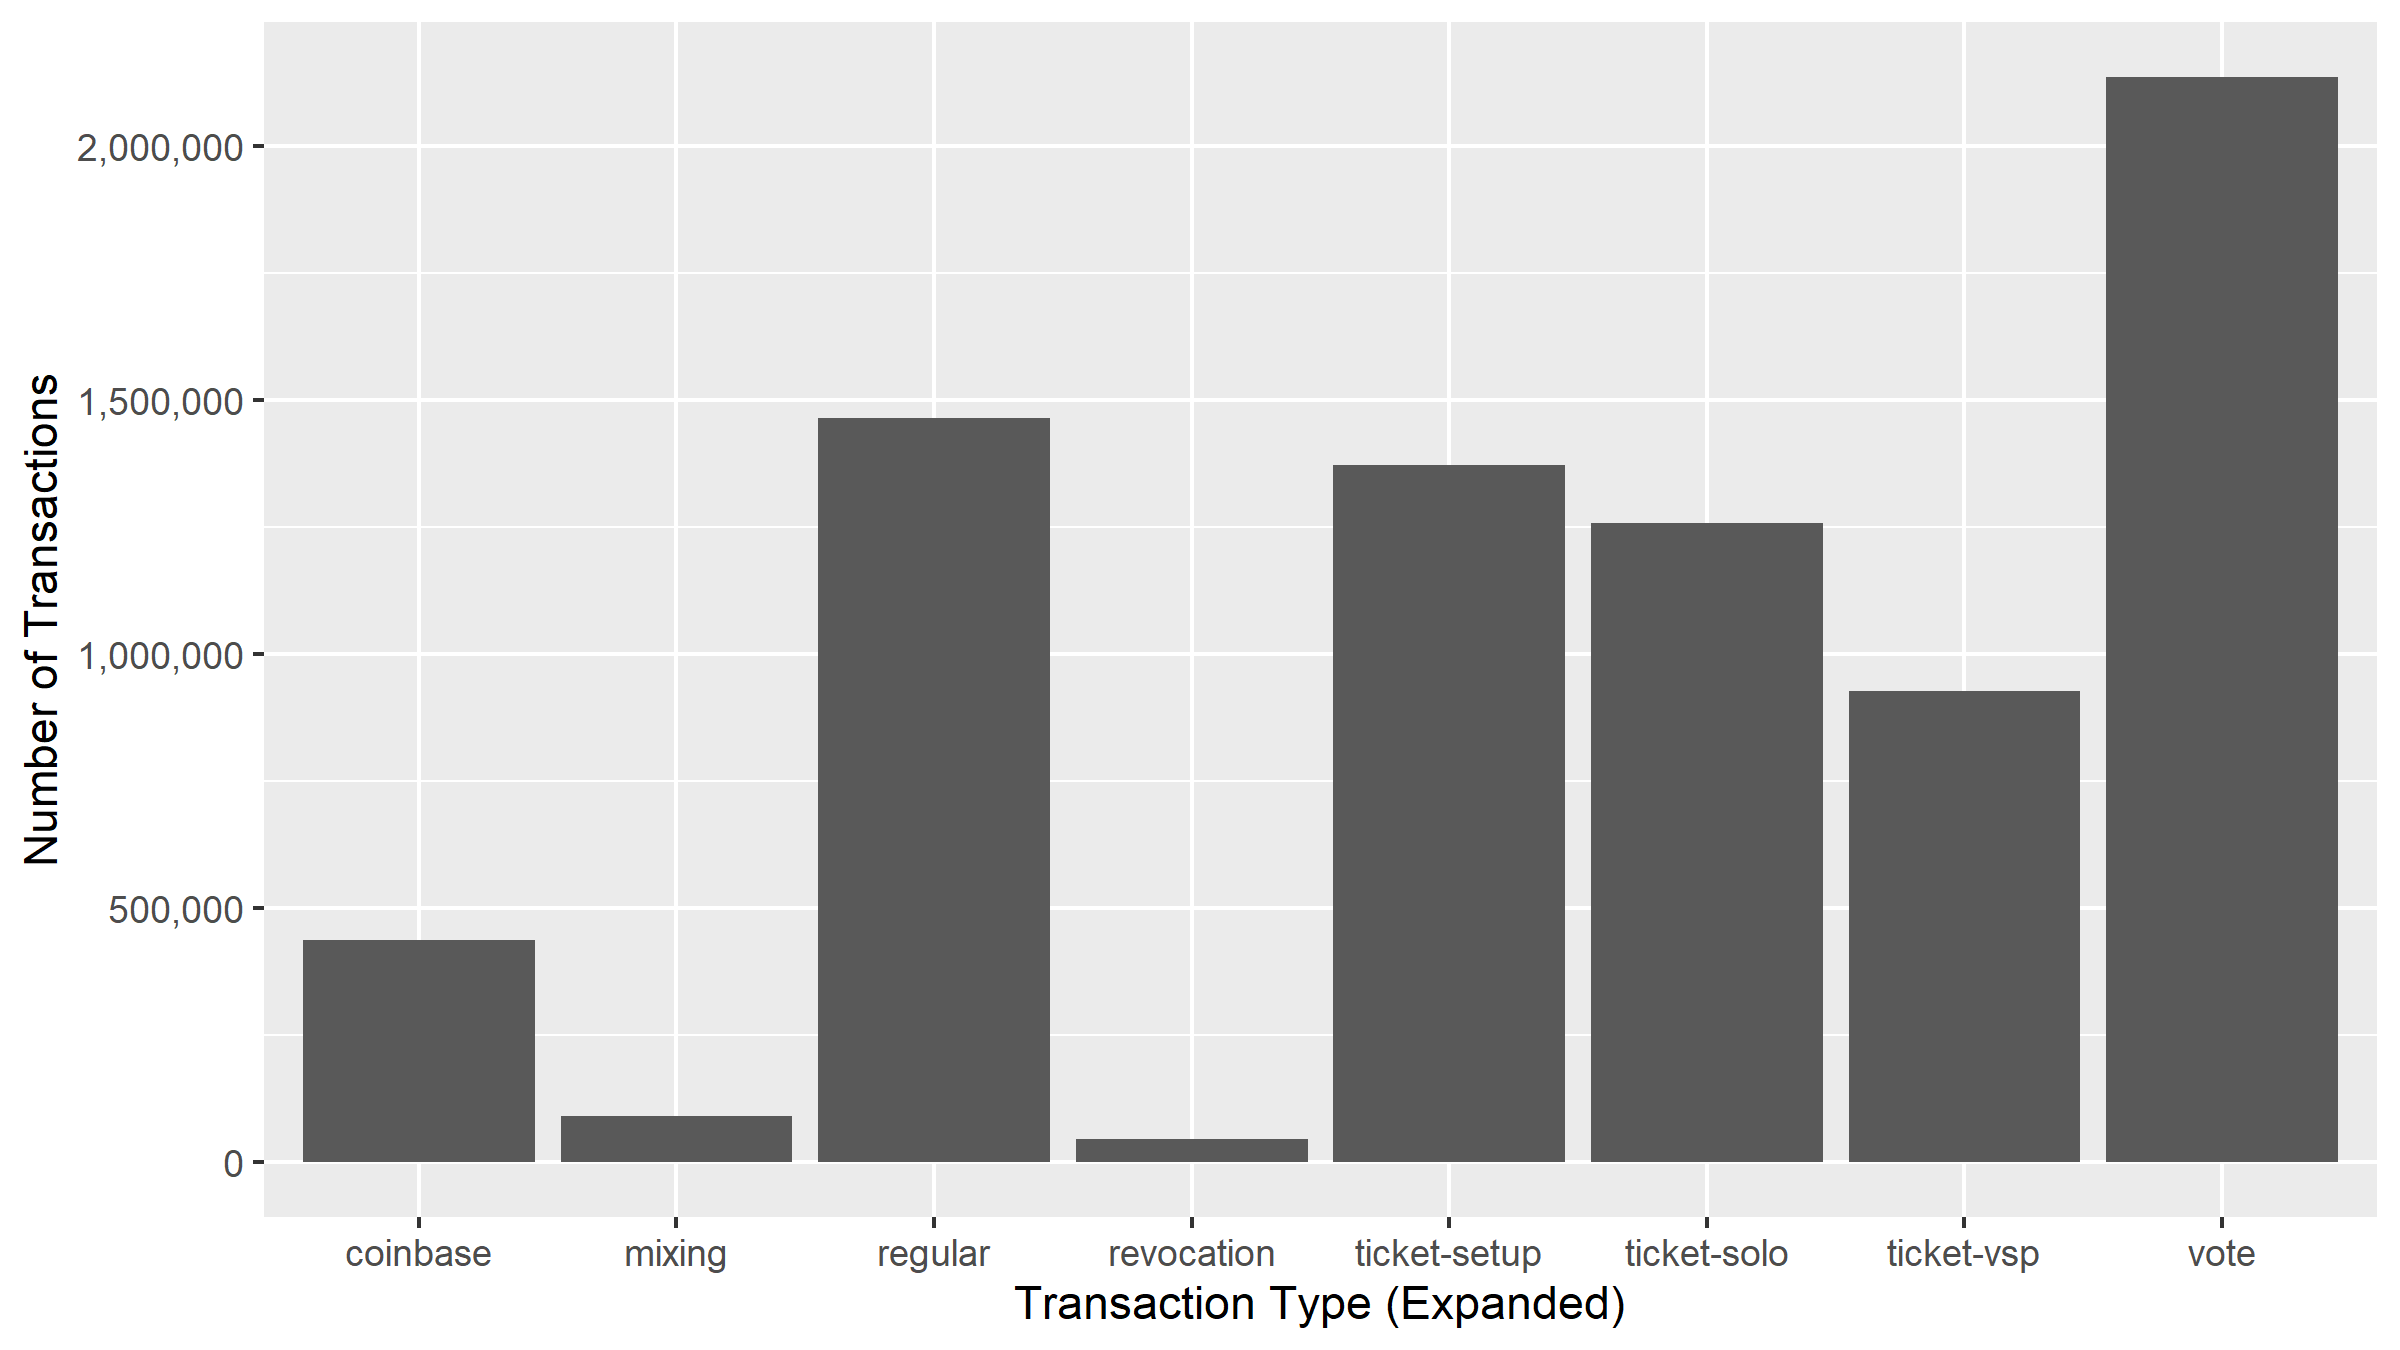 Number of Transactions
2,000,000
1,500,000
1,000,000
500,000
0
coinbase mixing regular revocation ticket-setup ticket-solo ticket-vsp vote
Transaction Type (Expanded)